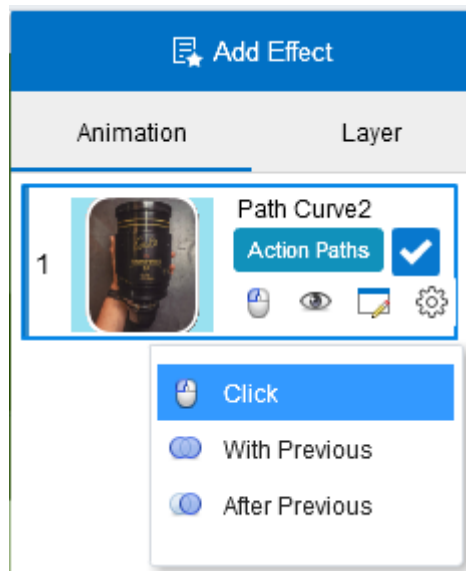 Add Effect
Animation Layer
Path Curve2
1
Action Paths
Click
With Previous
After Previous